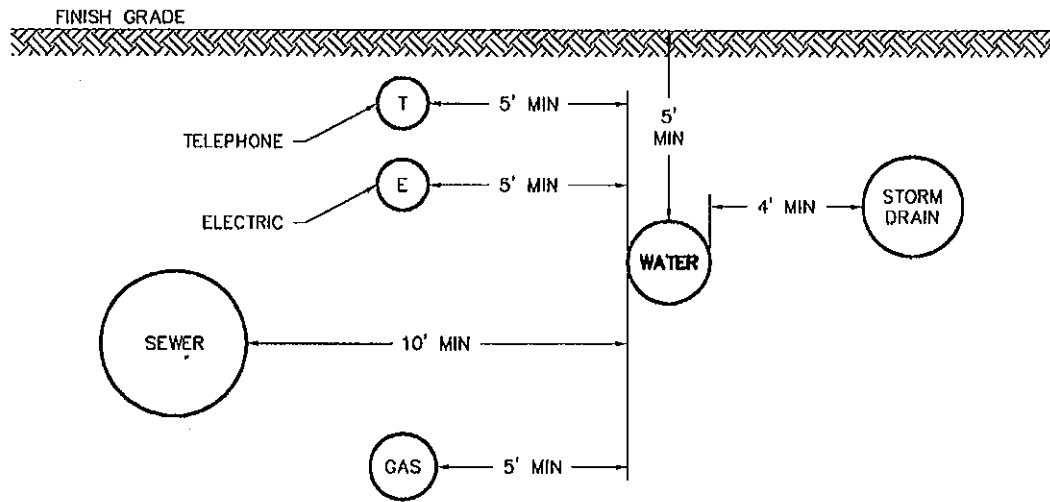 FINISH GRADE
T
5' MIN
5'
MIN
TELEPHONE
E
5' MIN
ELECTRIC
4' MIN
STORM
DRAIN
WATER
SEWER
10' MIN
GAS
5' MIN